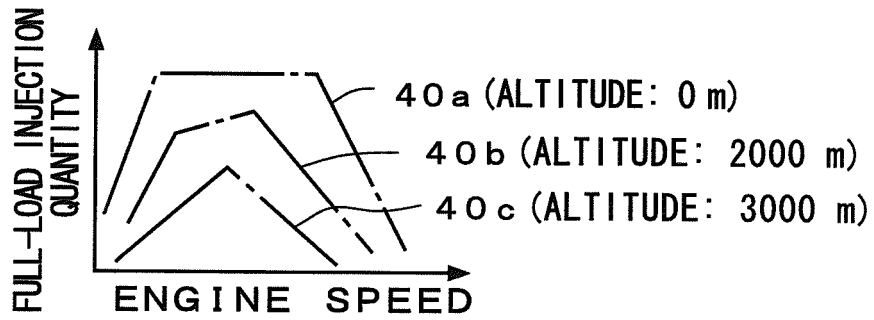 FULL-LOAD INJECTION
QUANTITY
40a (ALTITUDE: 0 m)
40b (ALTITUDE: 2000 m)
40c (ALTITUDE: 3000 m)
ENGINE SPEED